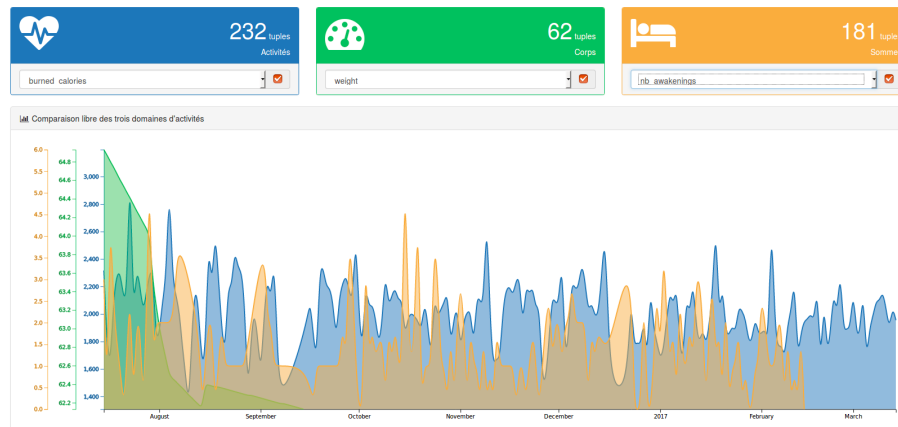 232 tuples
Activités
burned calories
62 tuples
Corps
weight
181 tuples
Somme
nb awakenings
Comparaison libre des trois domaines d'activités
6.0
5.5
5.0
4.5
4.0
3.5
3.0
2.5
2.0
1.5
1.0
0.5
0.0
64.8
64.6
64.4
64.2
64.0
63.8
63.6
63.4
63.2
63.0
62.8
62.6
62.4
62.2
3,000
2,800
2,600
2,400
2,200
2,000
1,800
1,600
1,400
August
September
October
November
December
2017
February
March